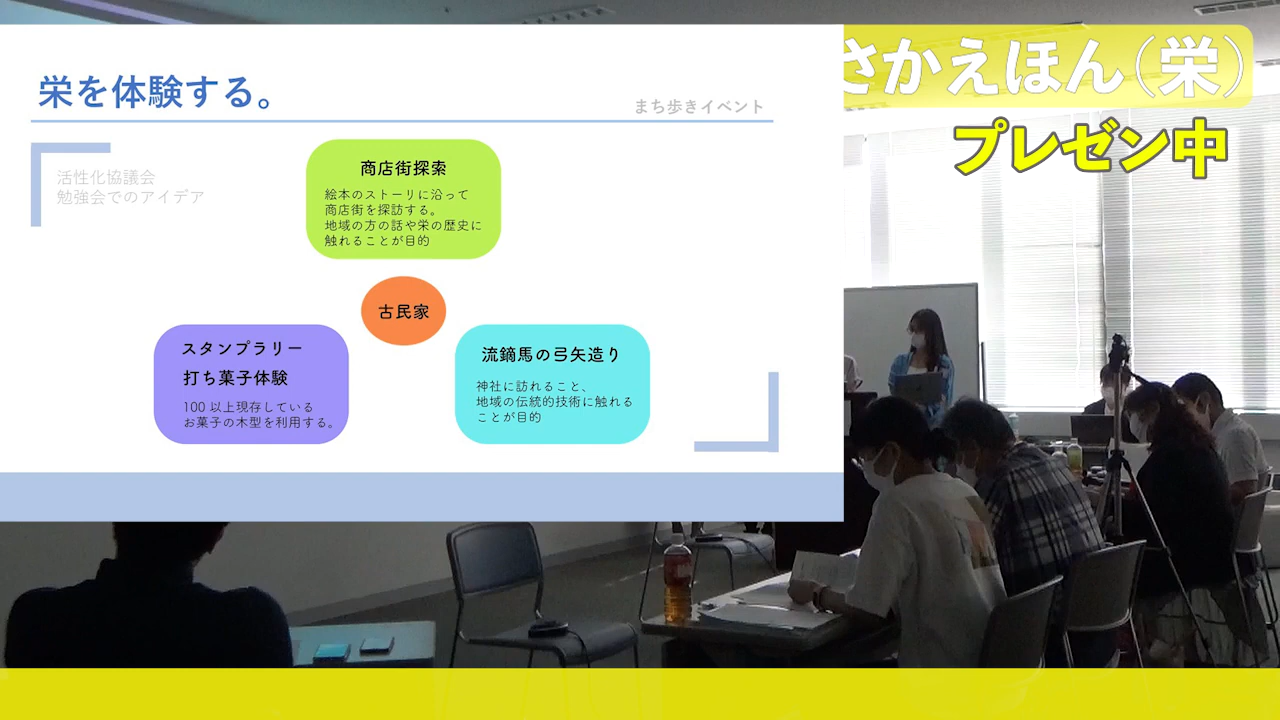 栄を体験する。
まち歩きイベント
活性化協議会
勉強会でのアイデア
商店街探索
絵本のストーリに沿って
商店街を探訪する。
地域の方の話や栄の歴史に
触れることが目的
古民家
スタンプラリー
打ち菓子体験
100 以上現存している
お菓子の木型を利用する。
流鏑馬の弓矢造り
神社に訪れること、
地域の伝統的技術に触れる
ことが目的
さかえほん（栄）
プレゼン中